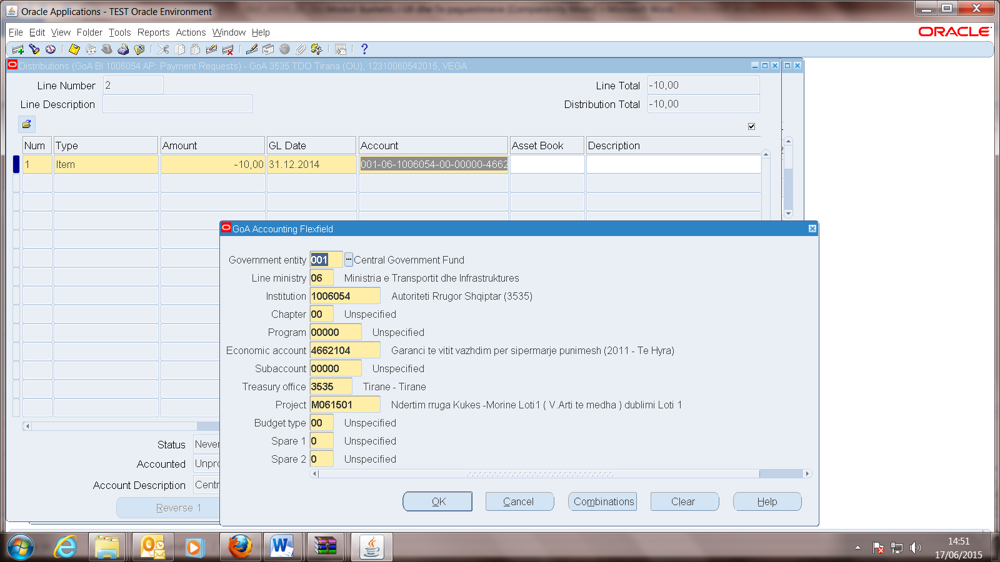 Oracle Applications - TEST Oracle Environment
File Edit View Folder Tools Reports Actions Window Help
ORACLE
Distributions (GoA BI 1006054 AP: Payment Requests) - GoA 3535 TDO Tirana (OU), 12310060542015, VEGA
Line Number 2
Line Total -10,00
Line Description
Distribution Total -10,00
Num Type Amount GL Date Account Asset Book Description
1 Item -10,00 31.12.2014 001-06-1006054-00-00000-4662
GoA Accounting Flexfield
Government entity 001 ... Central Government Fund
Line ministry 06 Ministria e Transportit dhe Infrastruktures
Institution 1006054 Autoriteti Rrugor Shqiptar (3535)
Chapter 00 Unspecified
Program 00000 Unspecified
Economic account 4662104 Garanci te vitit vazhdim per sipermarje punimesh (2011 - Te Hyra)
Subaccount 00000 Unspecified
Treasury office 3535 Tirane - Tirane
Project M061501 Ndertim rruga Kukes -Morine Loti1 ( V.Arti te medha ) dublimi Loti 1
Budget type 00 Unspecified
Spare 1 0 Unspecified
Spare 2 0 Unspecified
OK Cancel Combinations Clear Help
Status Never
Accounted Unpro
Account Description Centr
Reverse 1
14:51
17/06/2015